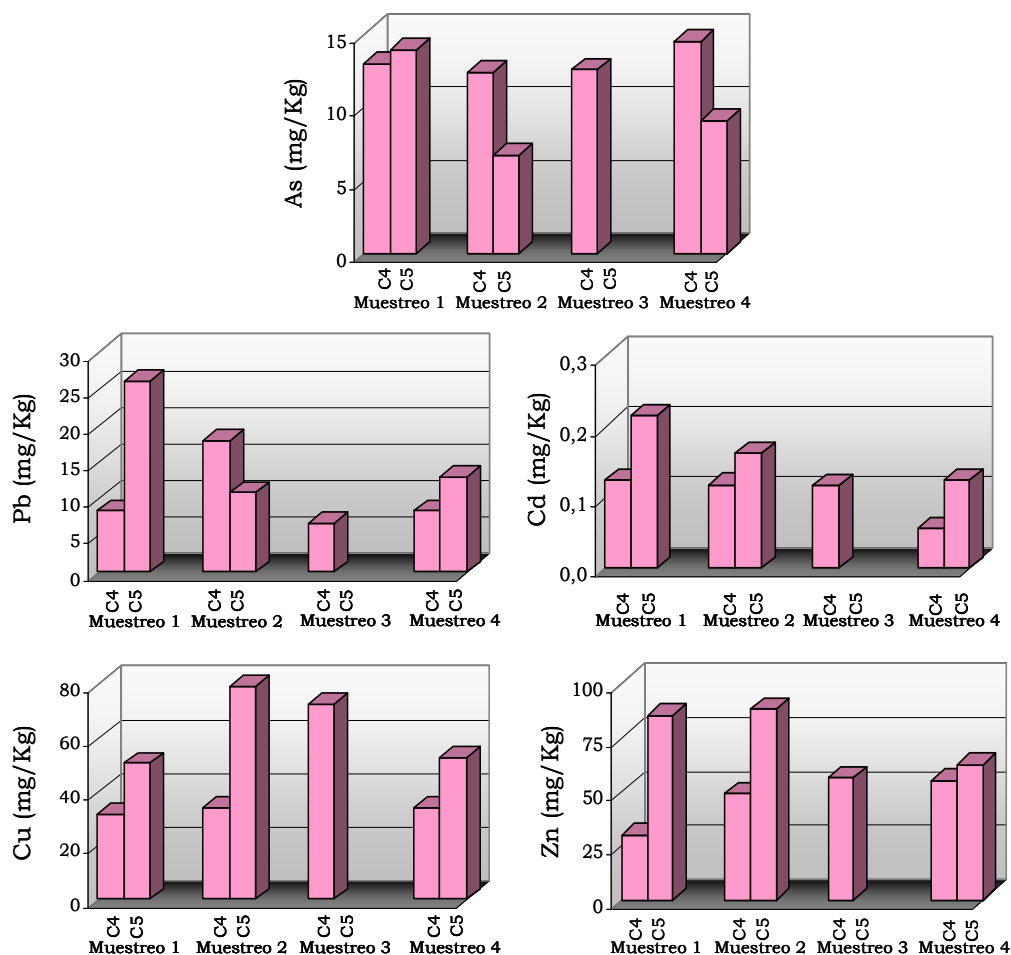 As (mg/Kg)
15
10
5
0
C4 C5 C4 C5 C4 C5 C4 C5
Muestreo 1 Muestreo 2 Muestreo 3 Muestreo 4
Pb (mg/Kg)
30
25
20
15
10
5
0
C4 C5 C4 C5 C4 C5 C4 C5
Muestreo 1 Muestreo 2 Muestreo 3 Muestreo 4
Cd (mg/Kg)
0,3
0,2
0,1
0,0
C4 C5 C4 C5 C4 C5 C4 C5
Muestreo 1 Muestreo 2 Muestreo 3 Muestreo 4
Cu (mg/Kg)
80
60
40
20
0
C4 C5 C4 C5 C4 C5 C4 C5
Muestreo 1 Muestreo 2 Muestreo 3 Muestreo 4
Zn (mg/Kg)
100
75
50
25
0
C4 C5 C4 C5 C4 C5 C4 C5
Muestreo 1 Muestreo 2 Muestreo 3 Muestreo 4